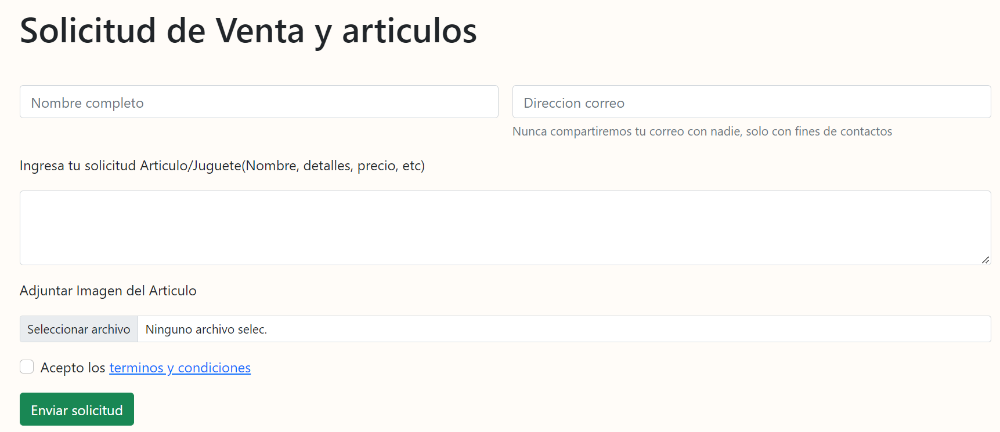 Solicitud de Venta y articulos
Nombre completo
Direccion correo
Nunca compartiremos tu correo con nadie, solo con fines de contactos
Ingresa tu solicitud Articulo/Juguete(Nombre, detalles, precio, etc)
Adjuntar Imagen del Articulo
Seleccionar archivo
Ninguno archivo selec.
Acepto los terminos y condiciones
Enviar solicitud